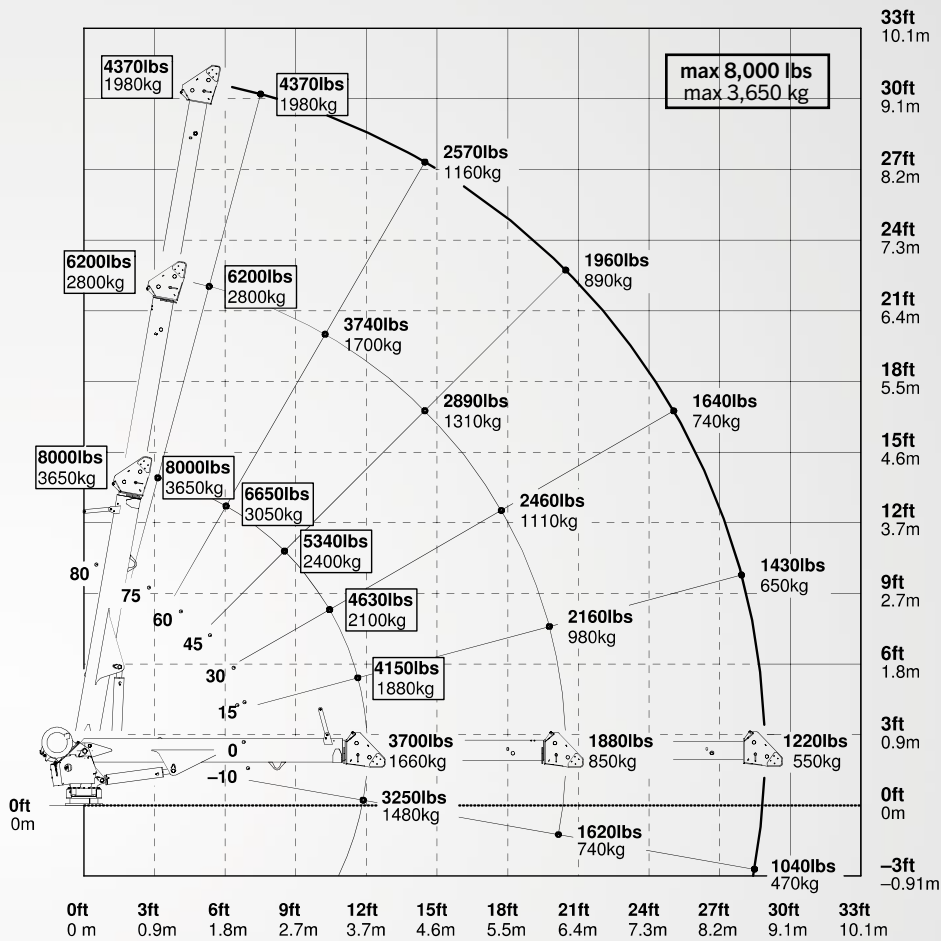 33ft
10.1m
4370lbs
1980kg
4370lbs
1980kg
max 8,000 lbs
max 3,650 kg
30ft
9.1m
2570lbs
1160kg
27ft
8.2m
24ft
7.3m
6200lbs
2800kg
6200lbs
2800kg
1960lbs
890kg
21ft
6.4m
3740lbs
1700kg
18ft
5.5m
2890lbs
1310kg
1640lbs
740kg
15ft
4.6m
8000lbs
3650kg
8000lbs
3650kg
6650lbs
3050kg
2460lbs
1110kg
12ft
3.7m
5340lbs
2400kg
80
75
60
45
30
15
0
–10
4630lbs
2100kg
1430lbs
650kg
9ft
2.7m
2160lbs
980kg
4150lbs
1880kg
6ft
1.8m
3700lbs
1660kg
1880lbs
850kg
1220lbs
550kg
3ft
0.9m
0ft
0m
3250lbs
1480kg
0ft
0m
1620lbs
740kg
1040lbs
470kg
–3ft
–0.91m
0ft 3ft 6ft 9ft 12ft 15ft 18ft 21ft 24ft 27ft 30ft 33ft
0 m 0.9m 1.8m 2.7m 3.7m 4.6m 5.5m 6.4m 7.3m 8.2m 9.1m 10.1m